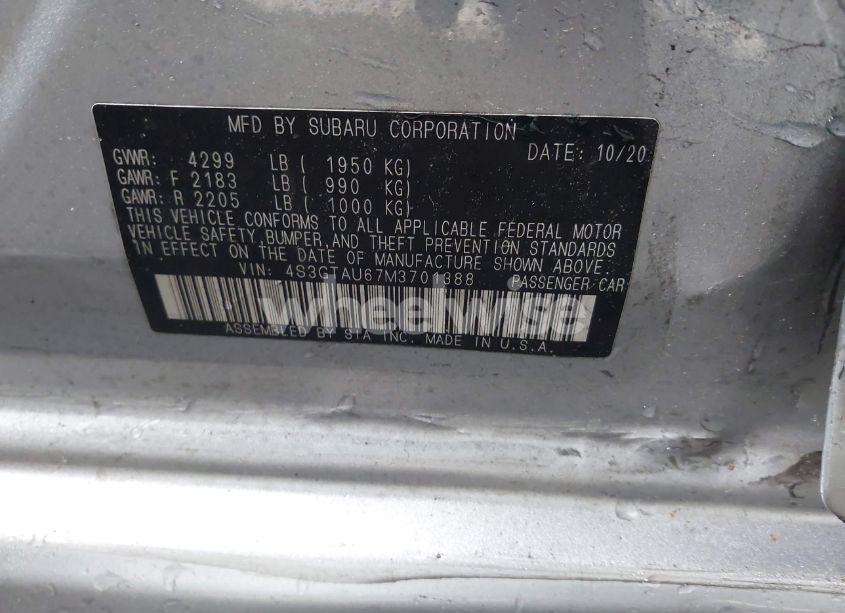 MFD BY SUBARU CORPORATION
DATE: 10/20
GVWR: 4299 LB ( 1950 KG)
GAWR: F 2183 LB ( 990 KG)
GAWR: R 2205 LB ( 1000 KG)
THIS VEHICLE CONFORMS TO ALL APPLICABLE FEDERAL MOTOR
VEHICLE SAFETY, BUMPER, AND THEFT PREVENTION STANDARDS
IN EFFECT ON THE DATE OF MANUFACTURE SHOWN ABOVE.
VIN: 4S3GTAU67M3701388 PASSENGER CAR
wheelwise
ASSEMBLED BY SIA INC. MADE IN U.S.A.